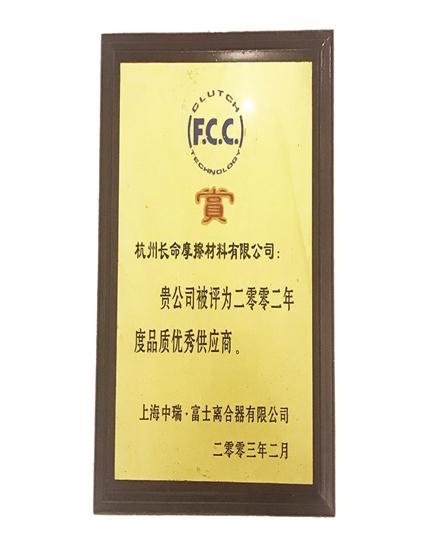 CLUTCH
(F.C.C.)
TECHNOLOGY
賞
杭州长命摩擦材料有限公司：
贵公司被评为二零零二年
度品质优秀供应商。
上海中瑞·富士离合器有限公司
二零零三年二月